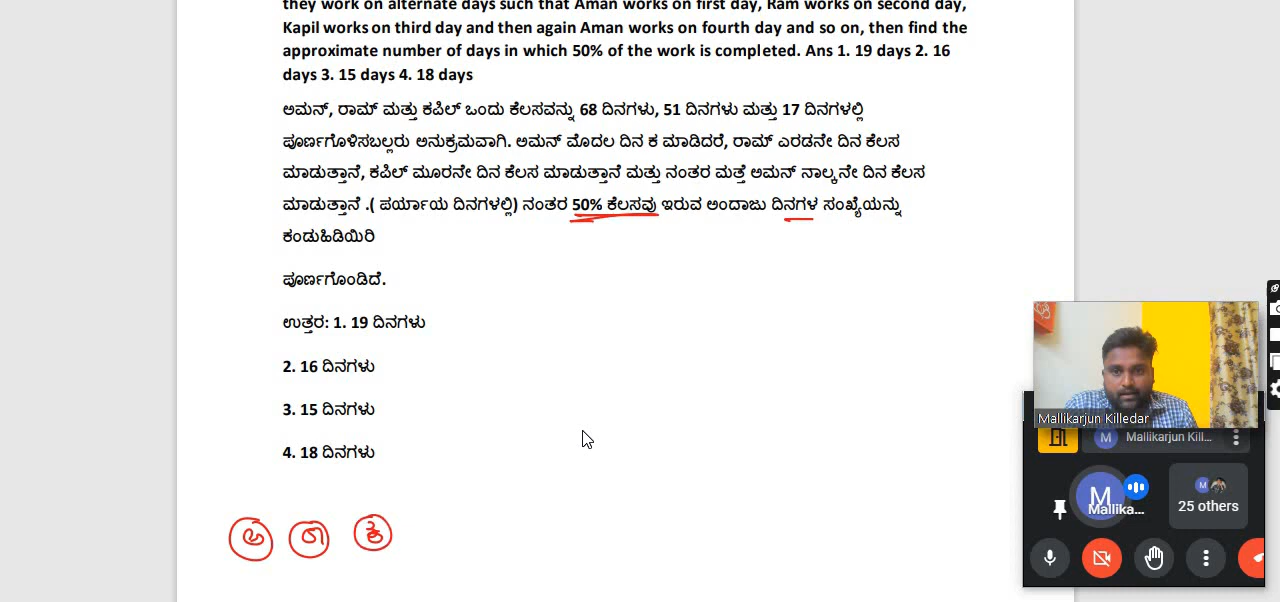 they work on alternate days such that Aman works on first day, Ram works on second day,
Kapil works on third day and then again Aman works on fourth day and so on, then find the
approximate number of days in which 50% of the work is completed. Ans 1. 19 days 2. 16
days 3. 15 days 4. 18 days
ಅಮನ್, ರಾಮ್ ಮತ್ತು ಕಪಿಲ್ ಒಂದು ಕೆಲಸವನ್ನು 68 ದಿನಗಳು, 51 ದಿನಗಳು ಮತ್ತು 17 ದಿನಗಳಲ್ಲಿ
ಪೂರ್ಣಗೊಳಿಸಬಲ್ಲರು ಅನುಕ್ರಮವಾಗಿ. ಅಮನ್ ಮೊದಲ ದಿನ ಕ ಮಾಡಿದರೆ, ರಾಮ್ ಎರಡನೇ ದಿನ ಕೆಲಸ
ಮಾಡುತ್ತಾನೆ, ಕಪಿಲ್ ಮೂರನೇ ದಿನ ಕೆಲಸ ಮಾಡುತ್ತಾನೆ ಮತ್ತು ನಂತರ ಮತ್ತೆ ಅಮನ್ ನಾಲ್ಕನೇ ದಿನ ಕೆಲಸ
ಮಾಡುತ್ತಾನೆ .( ಪರ್ಯಾಯ ದಿನಗಳಲ್ಲಿ) ನಂತರ 50% ಕೆಲಸವು ಇರುವ ಅಂದಾಜು ದಿನಗಳ ಸಂಖ್ಯೆಯನ್ನು
ಕಂಡುಹಿಡಿಯಿರಿ
ಪೂರ್ಣಗೊಂಡಿದೆ.
ಉತ್ತರ: 1. 19 ದಿನಗಳು
2. 16 ದಿನಗಳು
3. 15 ದಿನಗಳು
4. 18 ದಿನಗಳು
Mallikarjun Killedar
M Mallikarjun Kill...
M
Mallika...
M
25 others